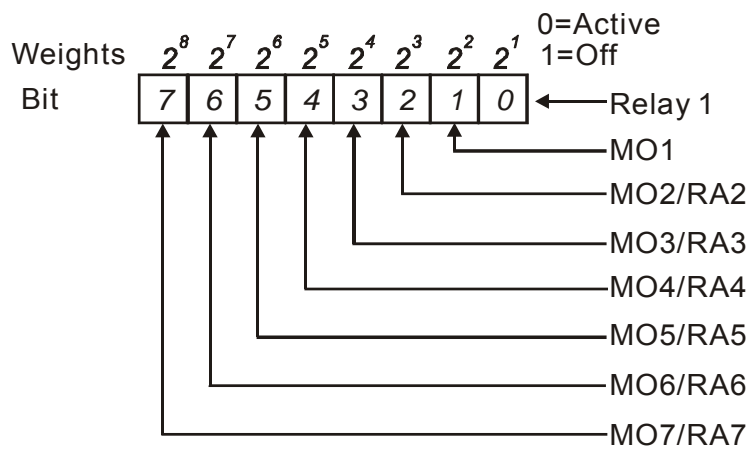 0=Active
Weights 2⁸ 2⁷ 2⁶ 2⁵ 2⁴ 2³ 2² 2¹ 1=Off
Bit 7 6 5 4 3 2 1 0 Relay 1
MO1
MO2/RA2
MO3/RA3
MO4/RA4
MO5/RA5
MO6/RA6
MO7/RA7